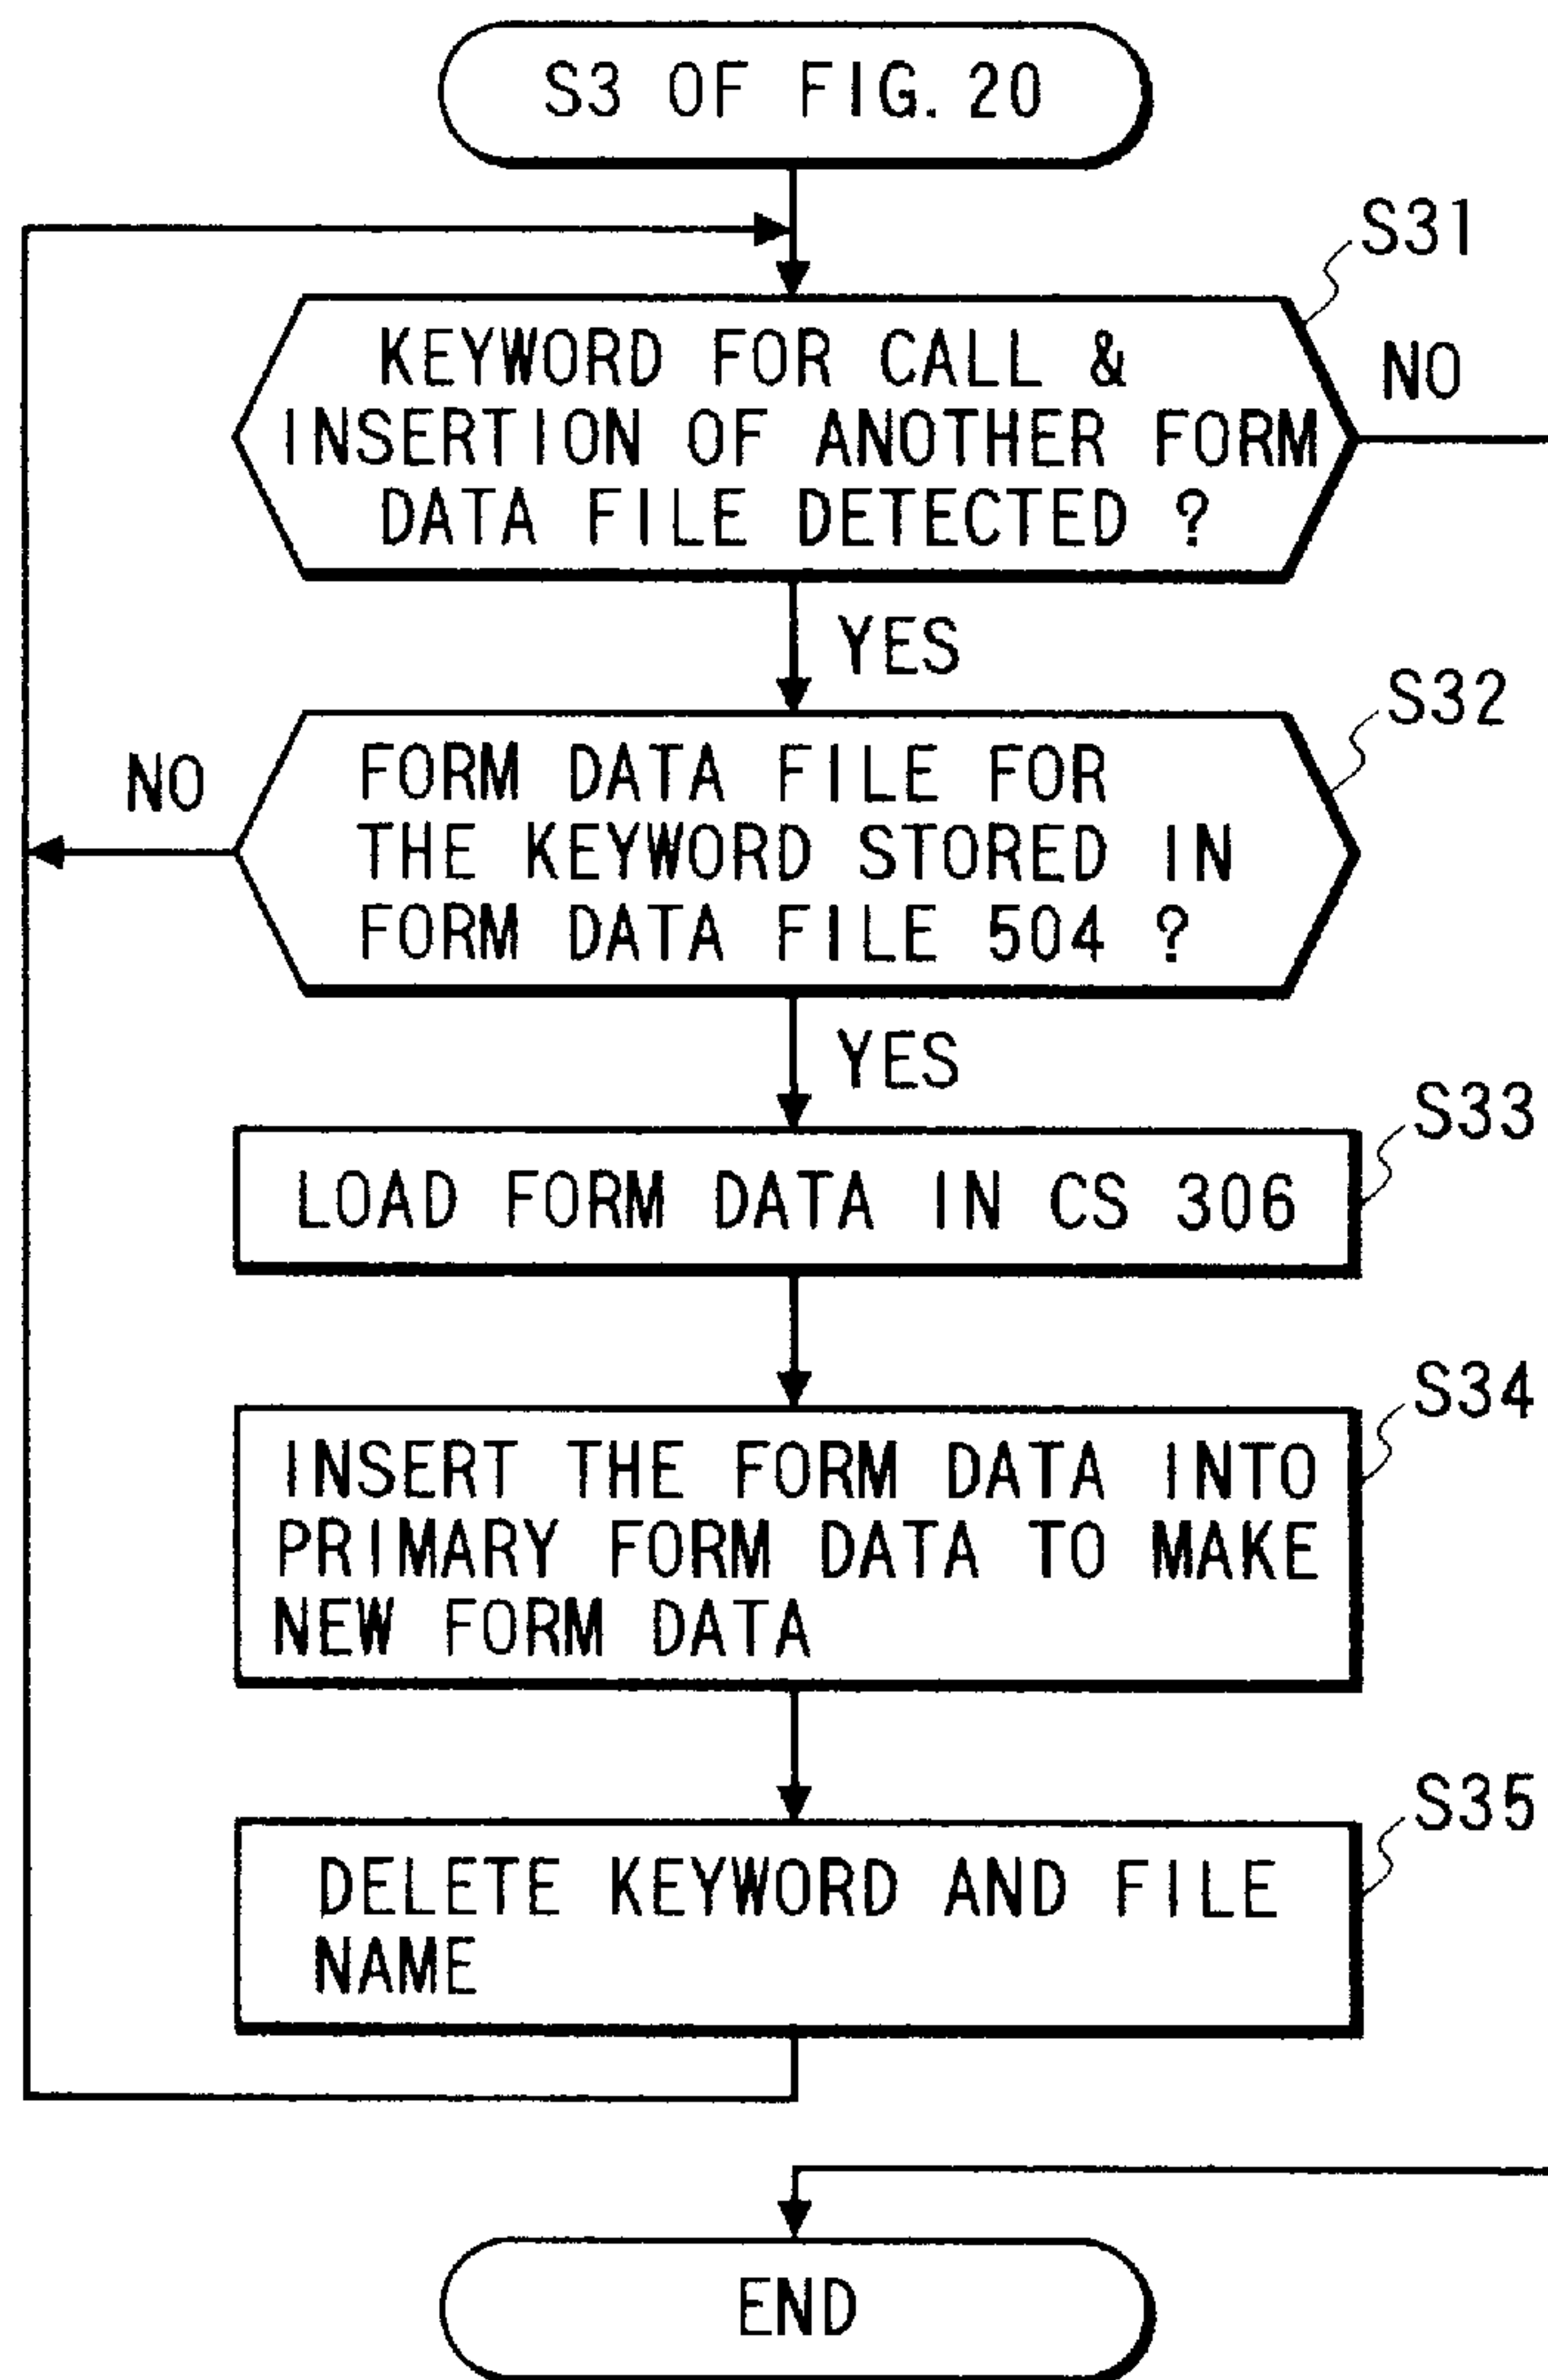 S3 OF FIG. 20
S31
KEYWORD FOR CALL &
INSERTION OF ANOTHER FORM
DATA FILE DETECTED ?
NO
YES
S32
NO
FORM DATA FILE FOR
THE KEYWORD STORED IN
FORM DATA FILE 504 ?
YES
S33
LOAD FORM DATA IN CS 306
S34
INSERT THE FORM DATA INTO
PRIMARY FORM DATA TO MAKE
NEW FORM DATA
S35
DELETE KEYWORD AND FILE
NAME
END